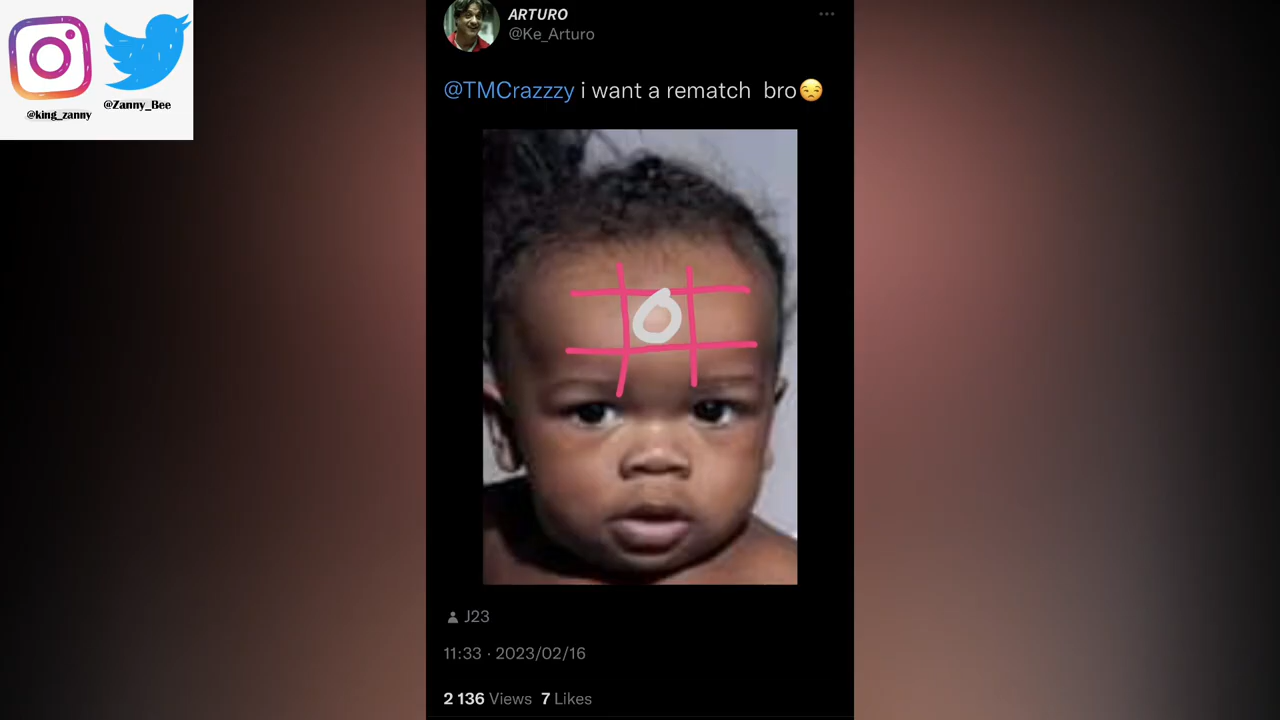 @king_zanny
@Zanny_Bee
ARTURO
@Ke_Arturo
@TMCrazzzy i want a rematch bro😒
J23
11:33 · 2023/02/16
2 136 Views 7 Likes